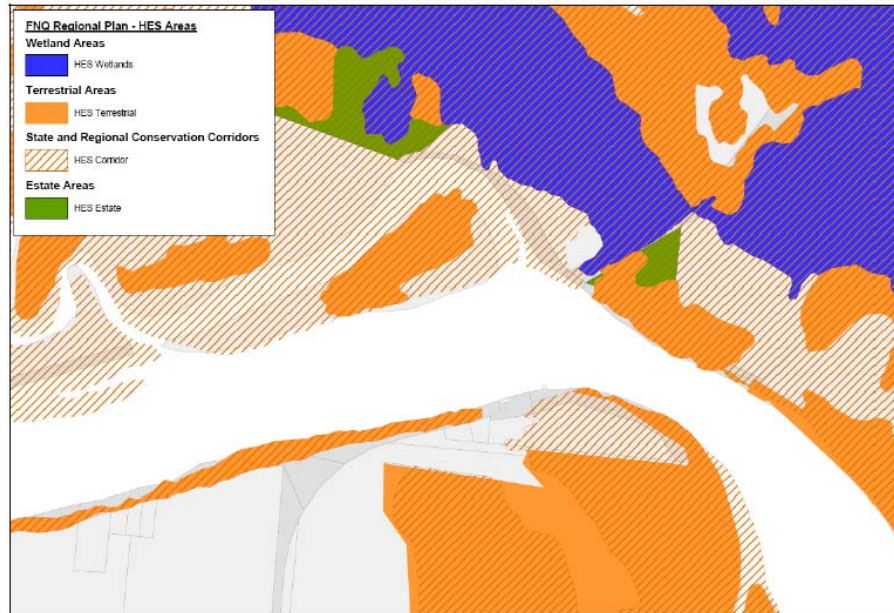 FNQ Regional Plan - HES Areas
Wetland Areas
HES Wetlands
Terrestrial Areas
HES Terrestrial
State and Regional Conservation Corridors
HES Corridor
Estate Areas
HES Estate